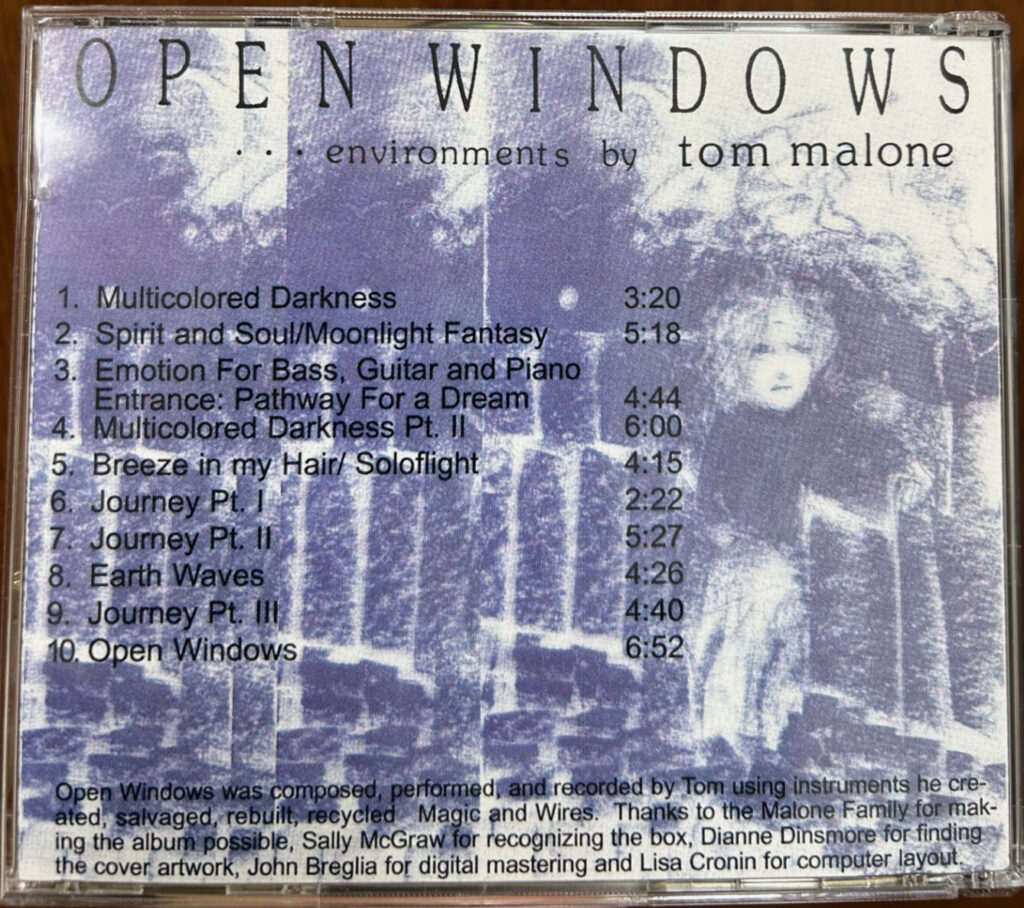 OPEN WINDOWS
. . . environments by tom malone
1. Multicolored Darkness 3:20
2. Spirit and Soul/Moonlight Fantasy 5:18
3. Emotion For Bass, Guitar and Piano
Entrance: Pathway For a Dream 4:44
4. Multicolored Darkness Pt. II 6:00
5. Breeze in my Hair/ Soloflight 4:15
6. Journey Pt. I 2:22
7. Journey Pt. II 5:27
8. Earth Waves 4:26
9. Journey Pt. III 4:40
10. Open Windows 6:52
Open Windows was composed, performed, and recorded by Tom using instruments he cre-
ated, salvaged, rebuilt, recycled Magic and Wires. Thanks to the Malone Family for mak-
ing the album possible, Sally McGraw for recognizing the box, Dianne Dinsmore for finding
the cover artwork, John Breglia for digital mastering and Lisa Cronin for computer layout.